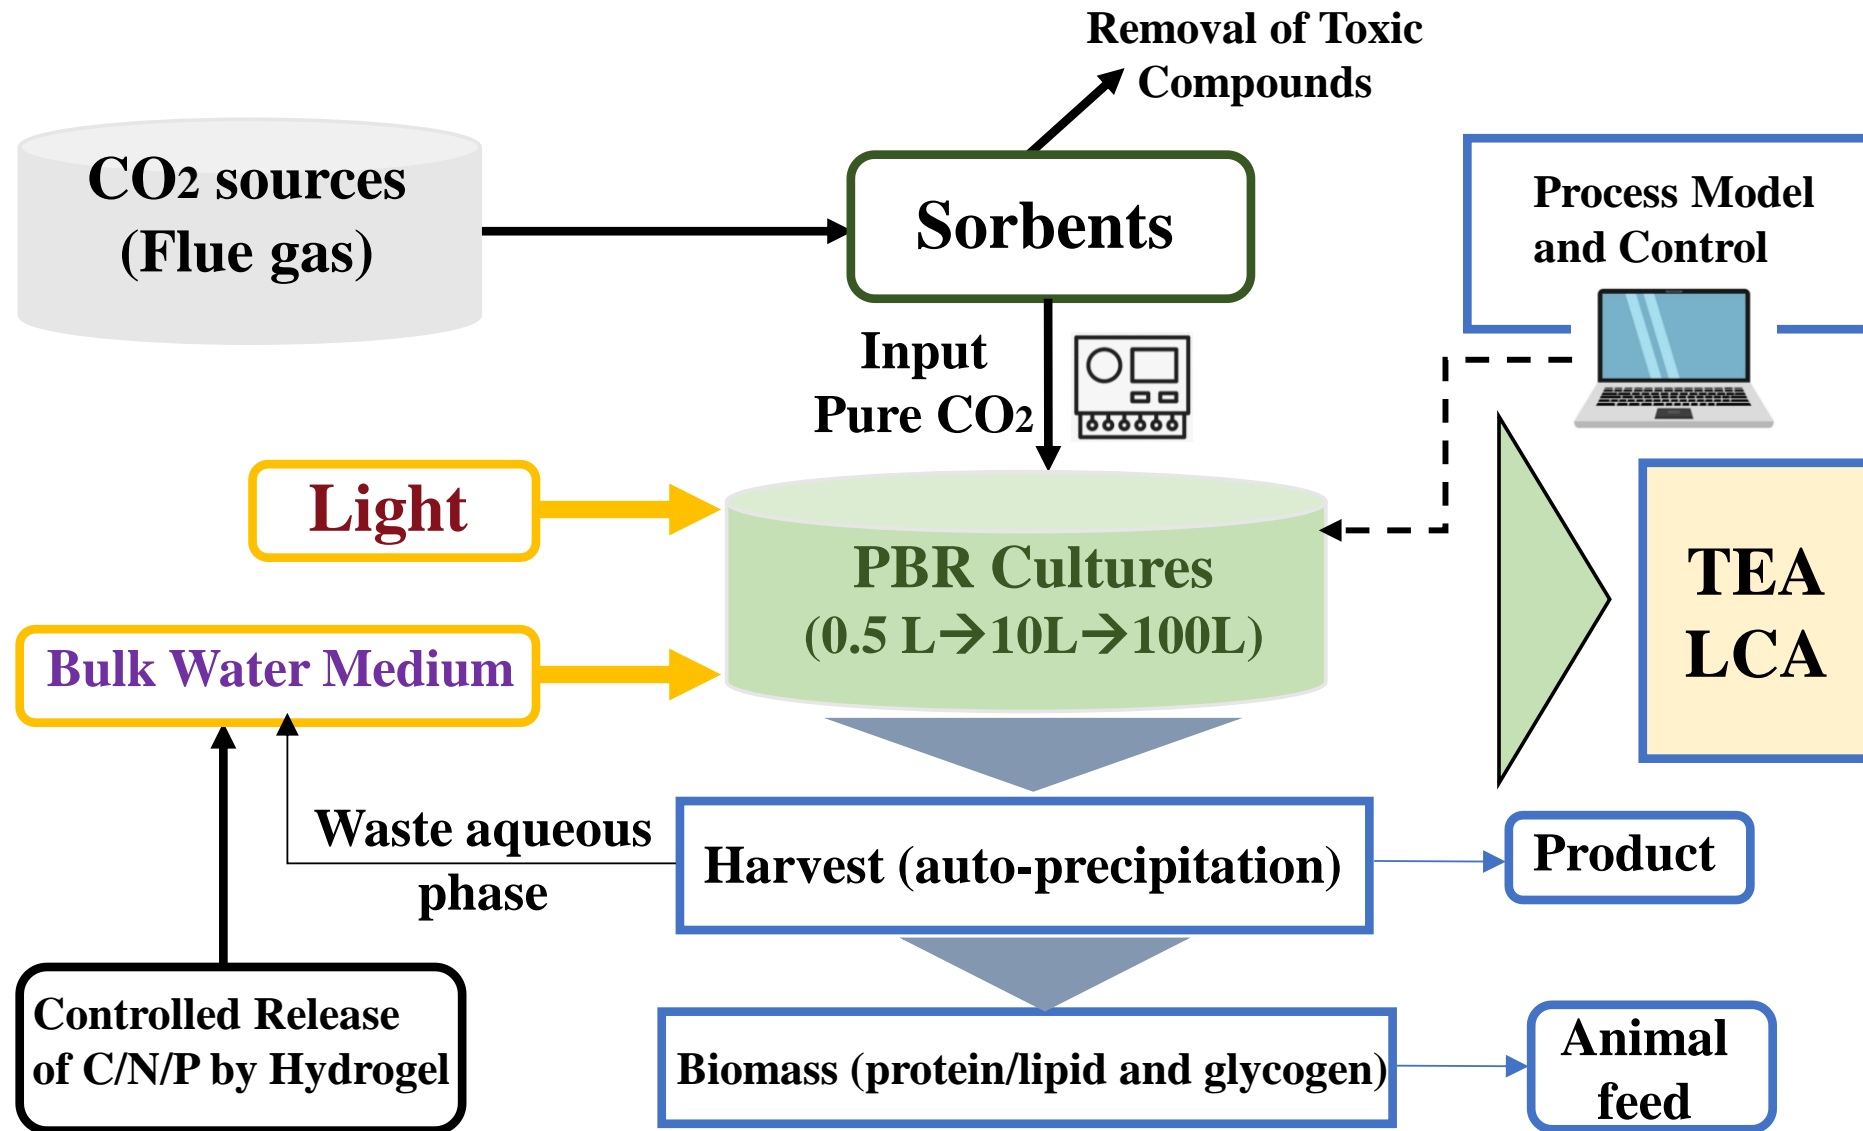 Removal of Toxic
Compounds
CO2 sources
(Flue gas)
Sorbents
Process Model
and Control
Input
Pure CO2
Light
PBR Cultures
(0.5 L→10L→100L)
TEA
LCA
Bulk Water Medium
Waste aqueous
phase
Harvest (auto-precipitation)
Product
Controlled Release
of C/N/P by Hydrogel
Biomass (protein/lipid and glycogen)
Animal
feed